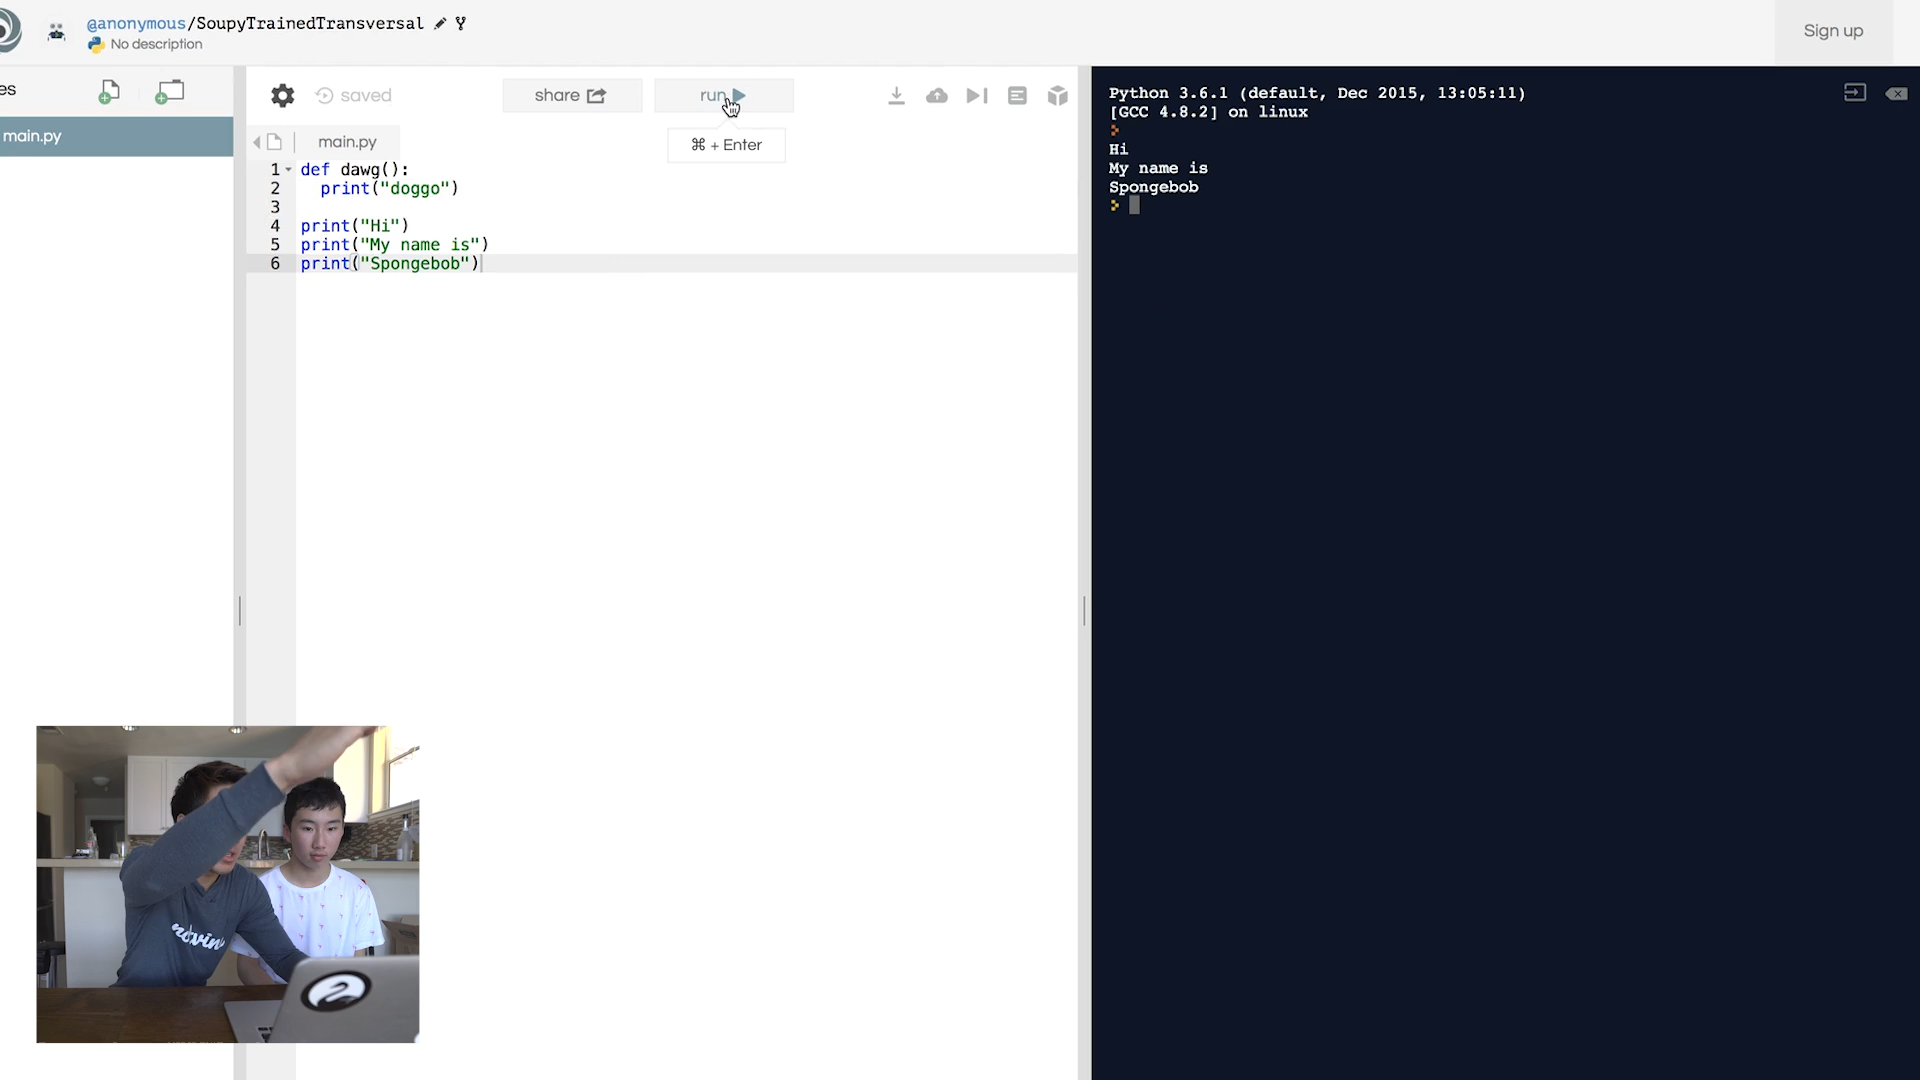 @anonymous/SoupyTrainedTransversal
No description
Sign up
es
saved
share
run
⌘ + Enter
main.py
main.py
1 def dawg():
2 print("doggo")
3
4 print("Hi")
5 print("My name is")
6 print("Spongebob")
Python 3.6.1 (default, Dec 2015, 13:05:11)
[GCC 4.8.2] on linux
Hi
My name is
Spongebob